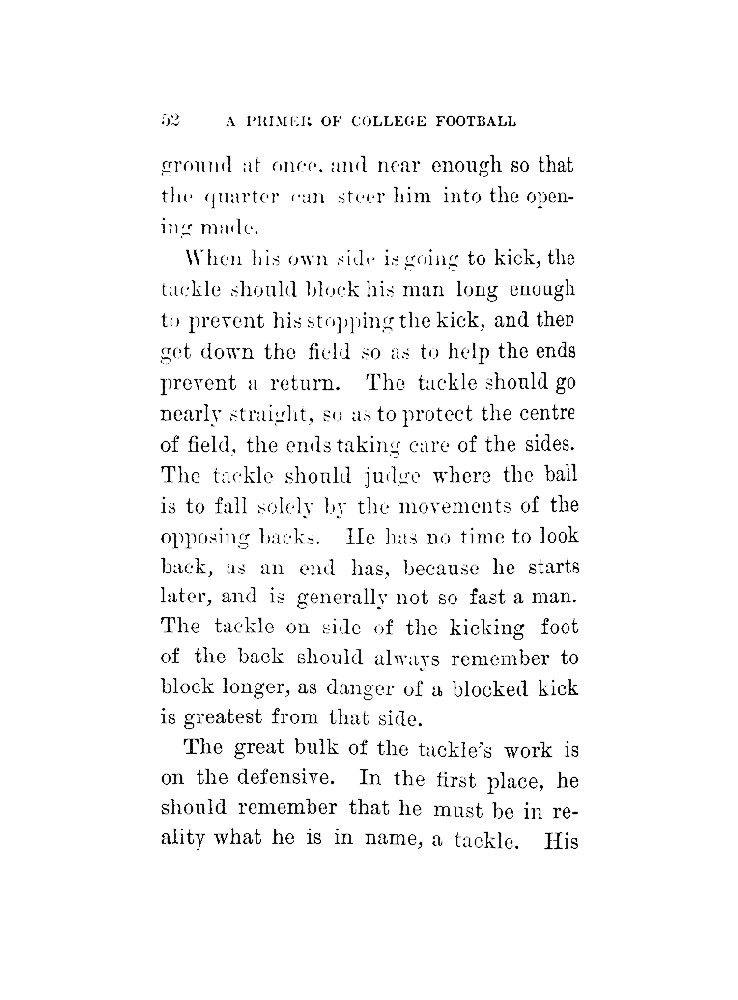 52 A PRIMER OF COLLEGE FOOTBALL
ground at once, and near enough so that
the quarter can steer him into the open-
ing made.
When his own side is going to kick, the
tackle should block his man long enough
to prevent his stopping the kick, and then
get down the field so as to help the ends
prevent a return. The tackle should go
nearly straight, so as to protect the centre
of field, the ends taking care of the sides.
The tackle should judge where the ball
is to fall solely by the movements of the
opposing backs. He has no time to look
back, as an end has, because he starts
later, and is generally not so fast a man.
The tackle on side of the kicking foot
of the back should always remember to
block longer, as danger of a blocked kick
is greatest from that side.
The great bulk of the tackle's work is
on the defensive. In the first place, he
should remember that he must be in re-
ality what he is in name, a tackle. His